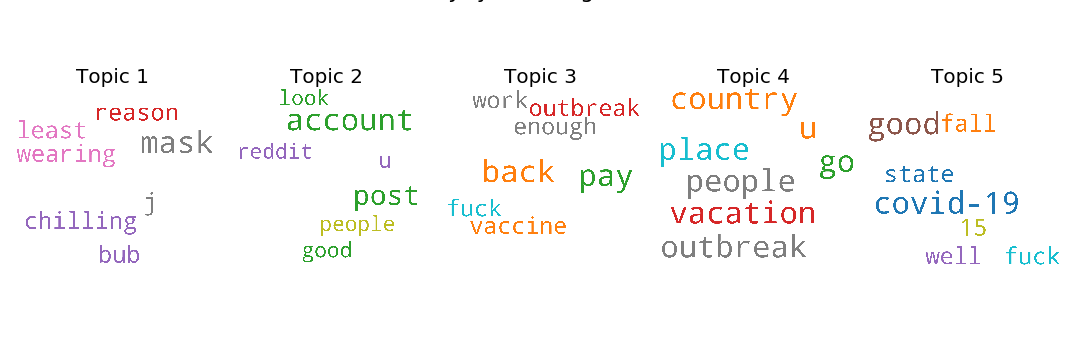 Topic 1
reason
least
mask
wearing
j
chilling
bub
Topic 2
look
account
reddit
u
post
people
good
Topic 3
work
outbreak
enough
back
pay
fuck
vaccine
Topic 4
country
u
place
go
people
vacation
outbreak
Topic 5
good
fall
state
covid-19
15
well
fuck